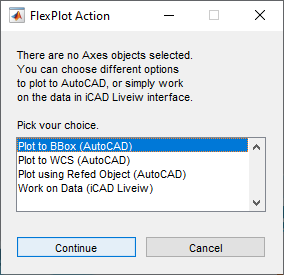 FlexPlot Action
There are no Axes objects selected.
You can choose different options
to plot to AutoCAD, or simply work
on the data in iCAD Liveiw interface.
Pick your choice.
Plot to BBox (AutoCAD)
Plot to WCS (AutoCAD)
Plot using Refed Object (AutoCAD)
Work on Data (iCAD Liveiw)
Continue
Cancel